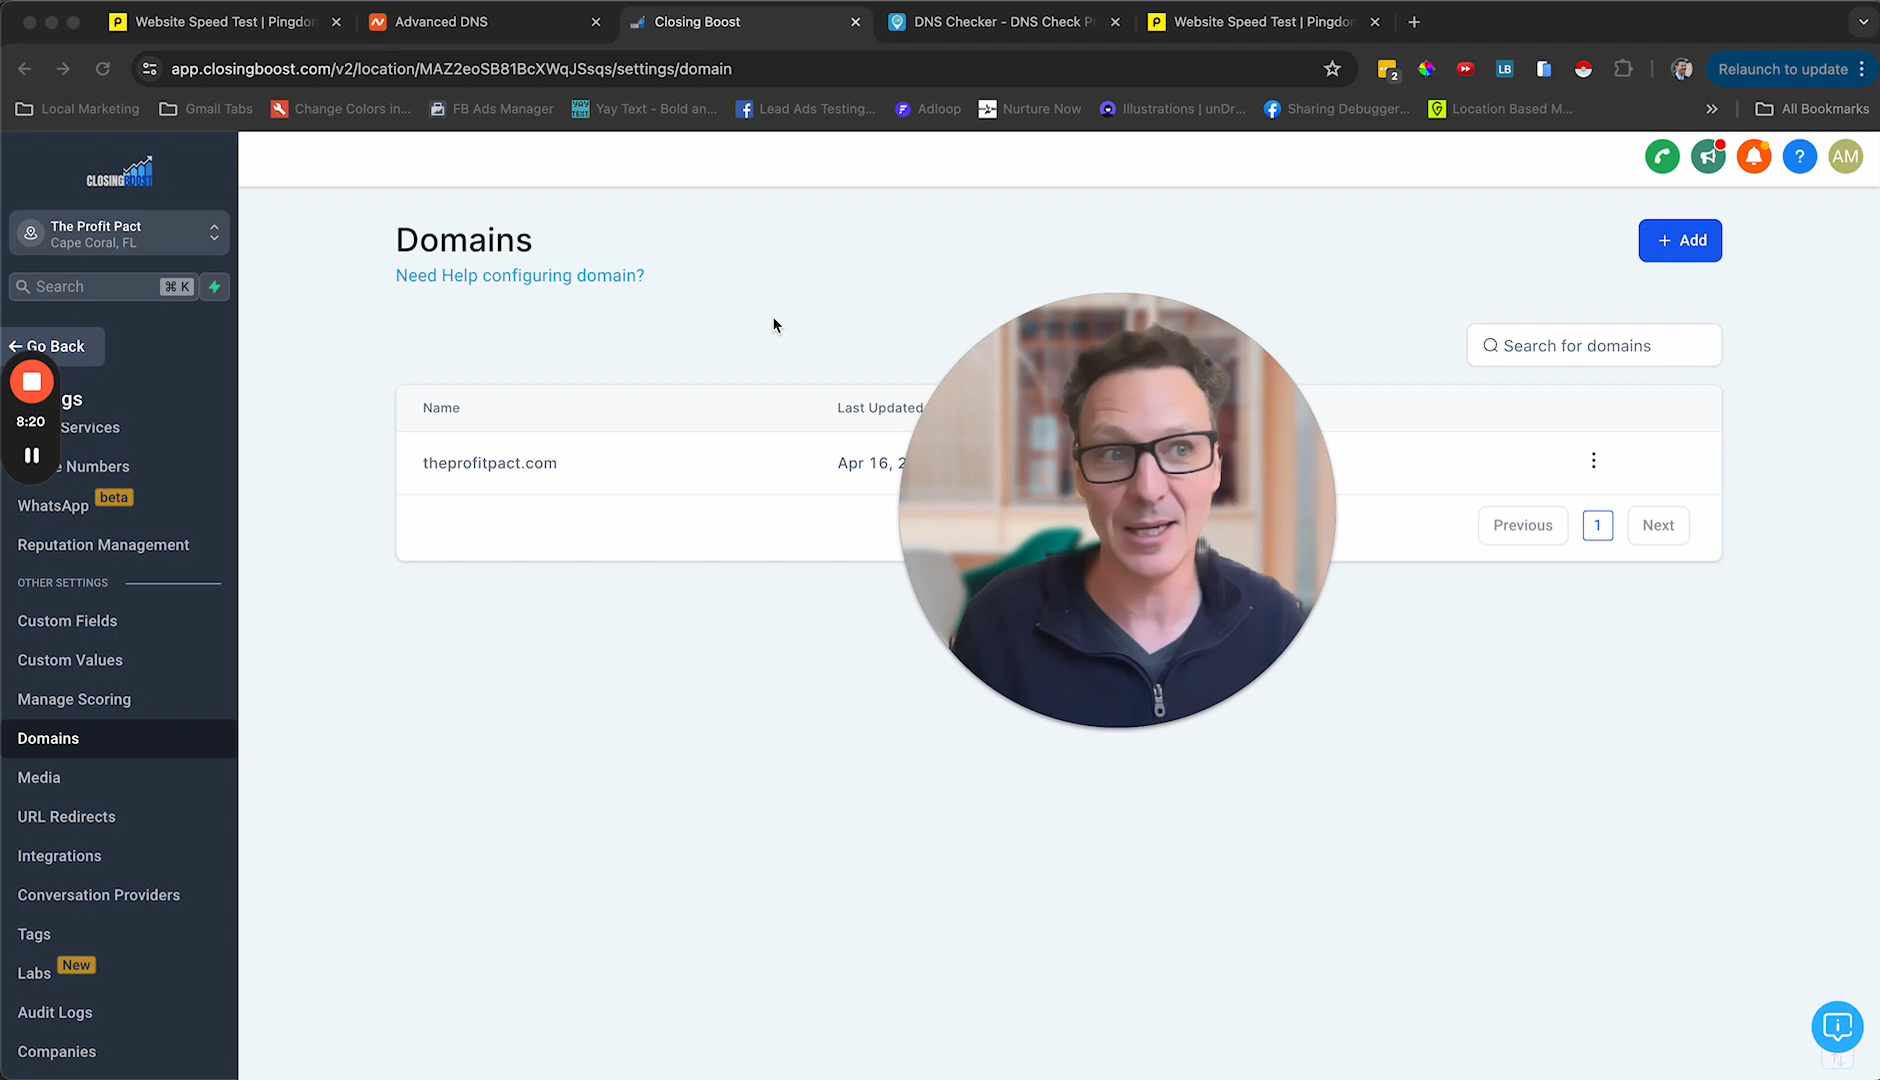 Website Speed Test | Pingdom
Advanced DNS
Closing Boost
DNS Checker - DNS Check P
Website Speed Test | Pingdom
app.closingboost.com/v2/location/MAZ2eoSB81BcXWqJSsqs/settings/domain
2
LB
Relaunch to update
Local Marketing
Gmail Tabs
Change Colors in...
FB Ads Manager
YAY TEXT
Yay Text - Bold an...
Lead Ads Testing...
Adloop
Nurture Now
Illustrations | unDr...
Sharing Debugger...
Location Based M...
All Bookmarks
CLOSINGBOOST
AM
The Profit Pact
Cape Coral, FL
Search
⌘ K
Go Back
8:20
gs
Services
Numbers
WhatsApp beta
Reputation Management
OTHER SETTINGS
Custom Fields
Custom Values
Manage Scoring
Domains
Media
URL Redirects
Integrations
Conversation Providers
Tags
Labs New
Audit Logs
Companies
Domains
Need Help configuring domain?
+ Add
Search for domains
Name
Last Updated
theprofitpact.com
Apr 16, 2
Previous
1
Next